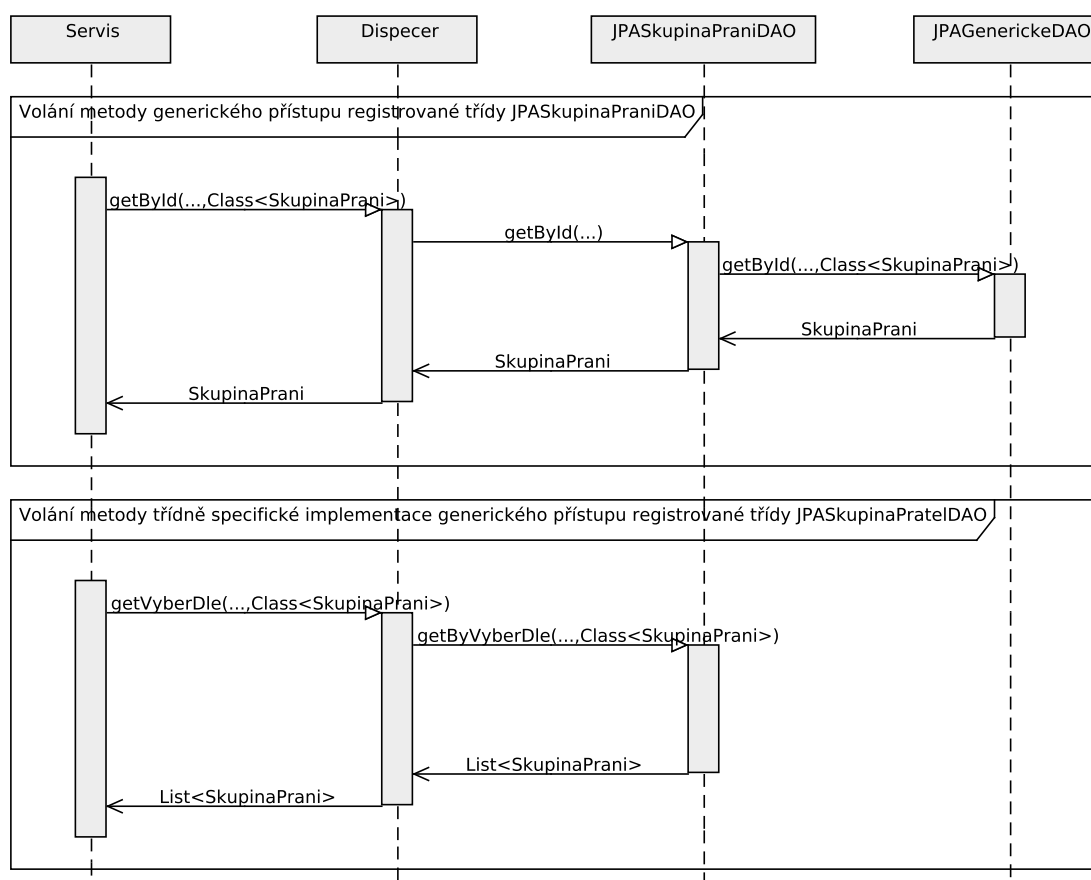 Servis
Dispecer
JPASkupinaPraniDAO
JPAGenerickeDAO
Volání metody generického přístupu registrované třídy JPASkupinaPraniDAO
getById(...,Class<SkupinaPrani>)
getById(...)
getById(...,Class<SkupinaPrani>)
SkupinaPrani
SkupinaPrani
SkupinaPrani
Volání metody třídně specifické implementace generického přístupu registrované třídy JPASkupinaPratelDAO
getVyberDle(...,Class<SkupinaPrani>)
getByVyberDle(...,Class<SkupinaPrani>)
List<SkupinaPrani>
List<SkupinaPrani>